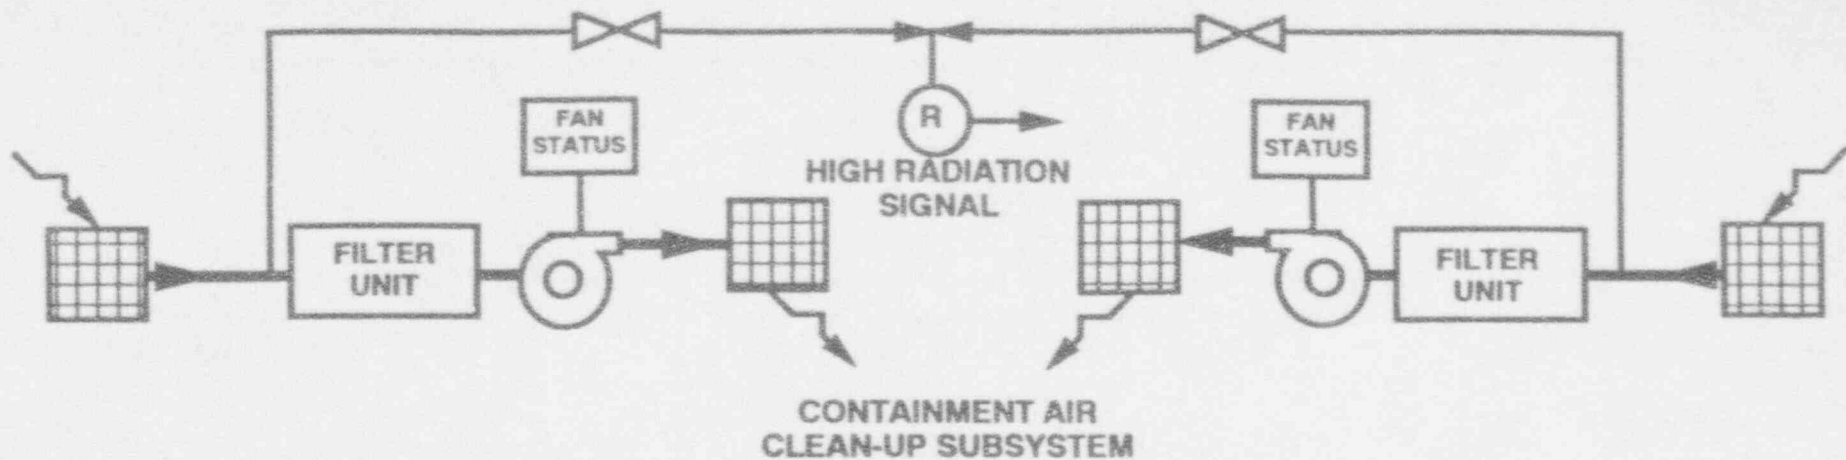 FAN
STATUS
R
HIGH RADIATION
SIGNAL
FAN
STATUS
FILTER
UNIT
FILTER
UNIT
CONTAINMENT AIR
CLEAN-UP SUBSYSTEM